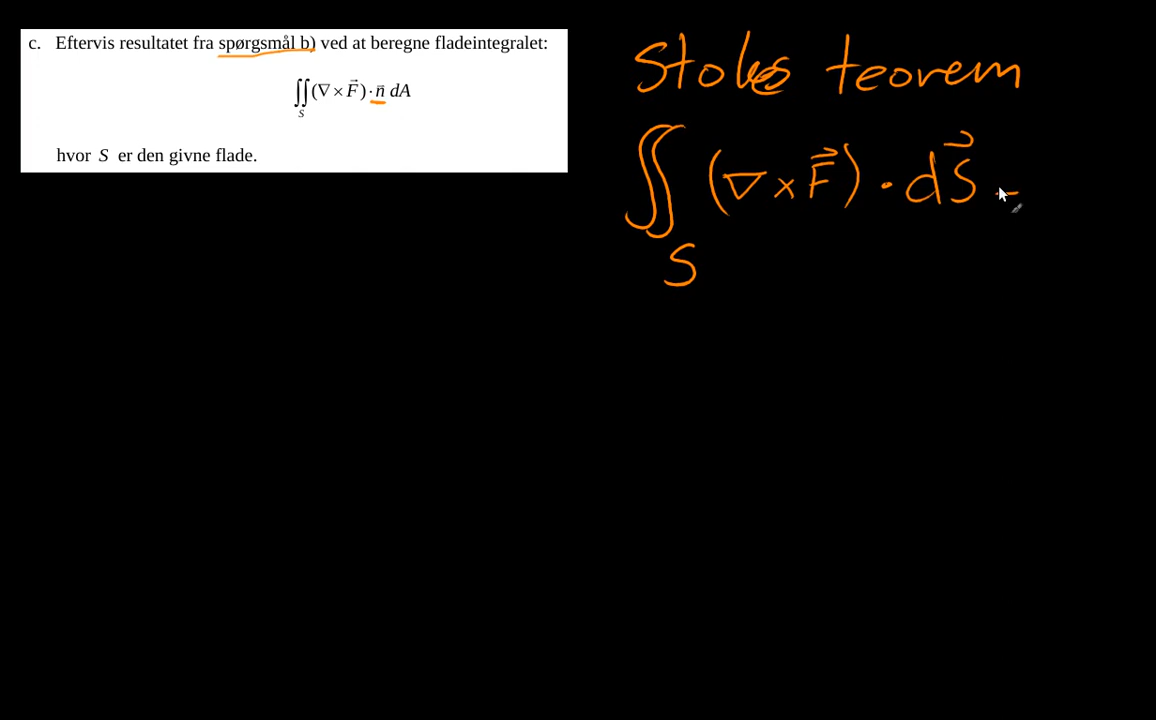 c. Eftervis resultatet fra spørgsmål b) ved at beregne fladeintegralet:
∬_S (∇ × F⃗) · n⃗ dA
hvor S er den givne flade.
Stokes teorem
∬_S (∇ × F⃗) · dS⃗ -